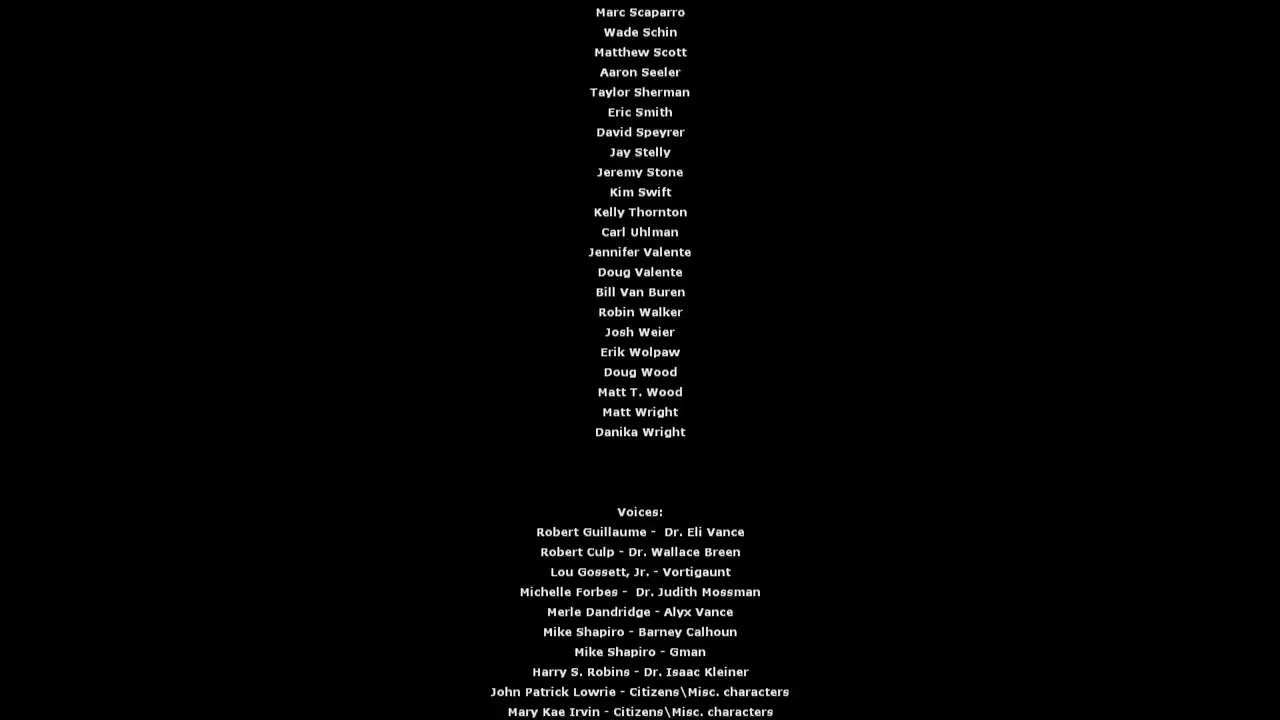 Marc Scaparro
Wade Schin
Matthew Scott
Aaron Seeler
Taylor Sherman
Eric Smith
David Speyrer
Jay Stelly
Jeremy Stone
Kim Swift
Kelly Thornton
Carl Uhlman
Jennifer Valente
Doug Valente
Bill Van Buren
Robin Walker
Josh Weier
Erik Wolpaw
Doug Wood
Matt T. Wood
Matt Wright
Danika Wright
Voices:
Robert Guillaume -  Dr. Eli Vance
Robert Culp - Dr. Wallace Breen
Lou Gossett, Jr. - Vortigaunt
Michelle Forbes -  Dr. Judith Mossman
Merle Dandridge - Alyx Vance
Mike Shapiro - Barney Calhoun
Mike Shapiro - Gman
Harry S. Robins - Dr. Isaac Kleiner
John Patrick Lowrie - Citizens\Misc. characters
Mary Kae Irvin - Citizens\Misc. characters